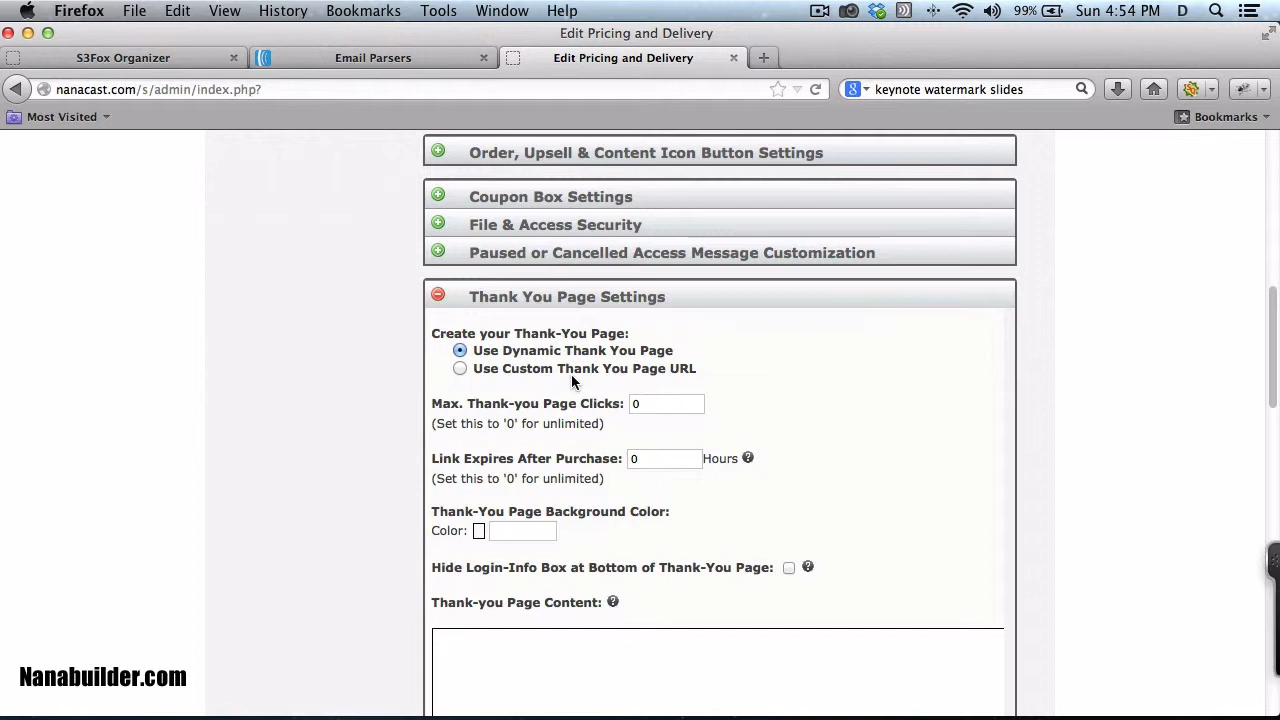 Firefox File Edit View History Bookmarks Tools Window Help 99% Sun 4:54 PM D
Edit Pricing and Delivery
S3Fox Organizer Email Parsers Edit Pricing and Delivery
nanacast.com/s/admin/index.php? keynote watermark slides
Most Visited Bookmarks
Order, Upsell & Content Icon Button Settings
Coupon Box Settings
File & Access Security
Paused or Cancelled Access Message Customization
Thank You Page Settings
Create your Thank-You Page:
Use Dynamic Thank You Page
Use Custom Thank You Page URL
Max. Thank-you Page Clicks: 0
(Set this to '0' for unlimited)
Link Expires After Purchase: 0 Hours
(Set this to '0' for unlimited)
Thank-You Page Background Color:
Color:
Hide Login-Info Box at Bottom of Thank-You Page:
Thank-you Page Content:
Nanabuilder.com